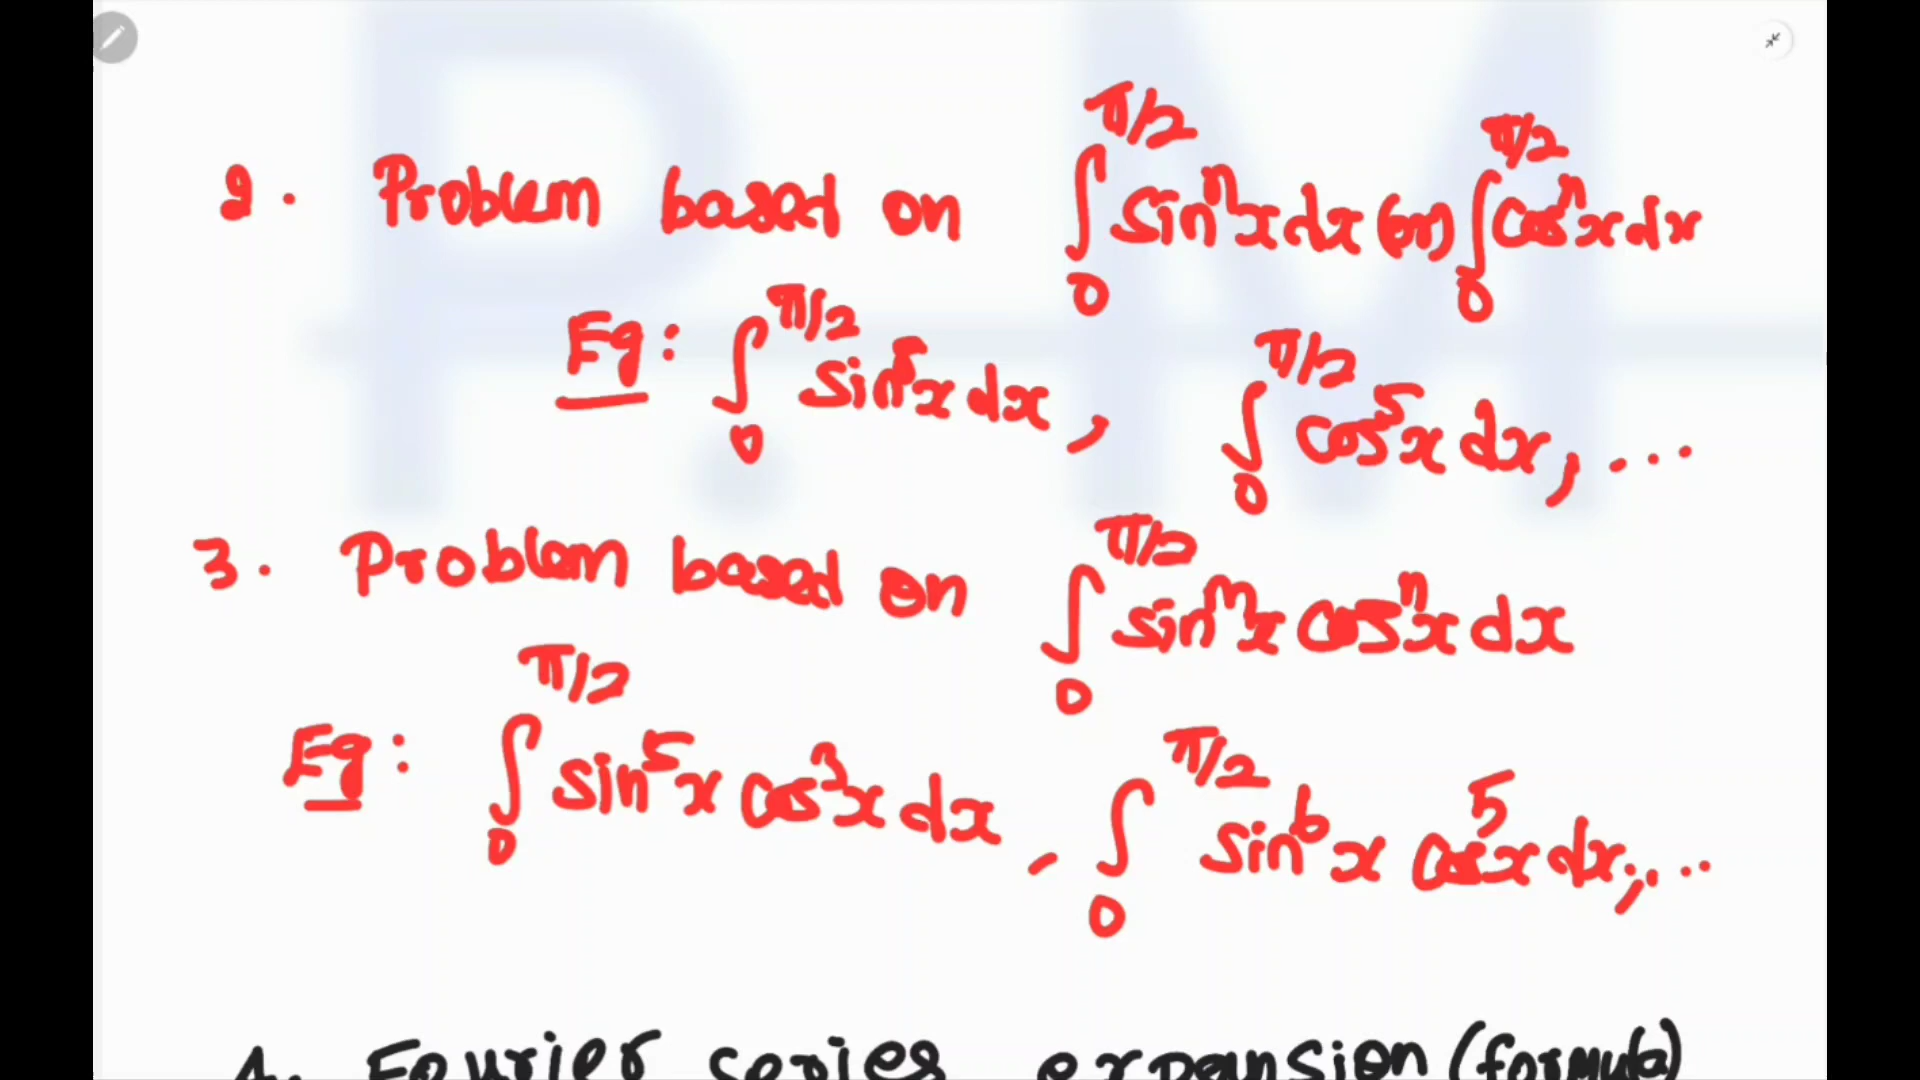 2. Problem based on ∫₀^π/2 sinⁿx dx (or) ∫₀^π/2 cosⁿx dx
Eg: ∫₀^π/2 sin⁸x dx, ∫₀^π/2 cos⁵x dx, ...
3. Problem based on ∫₀^π/2 sinᵐx cosⁿx dx
Eg: ∫₀^π/2 sin⁵x cos³x dx, ∫₀^π/2 sin⁶x cos⁵x dx, ...
4. Fourier series expansion (formula)
P.M